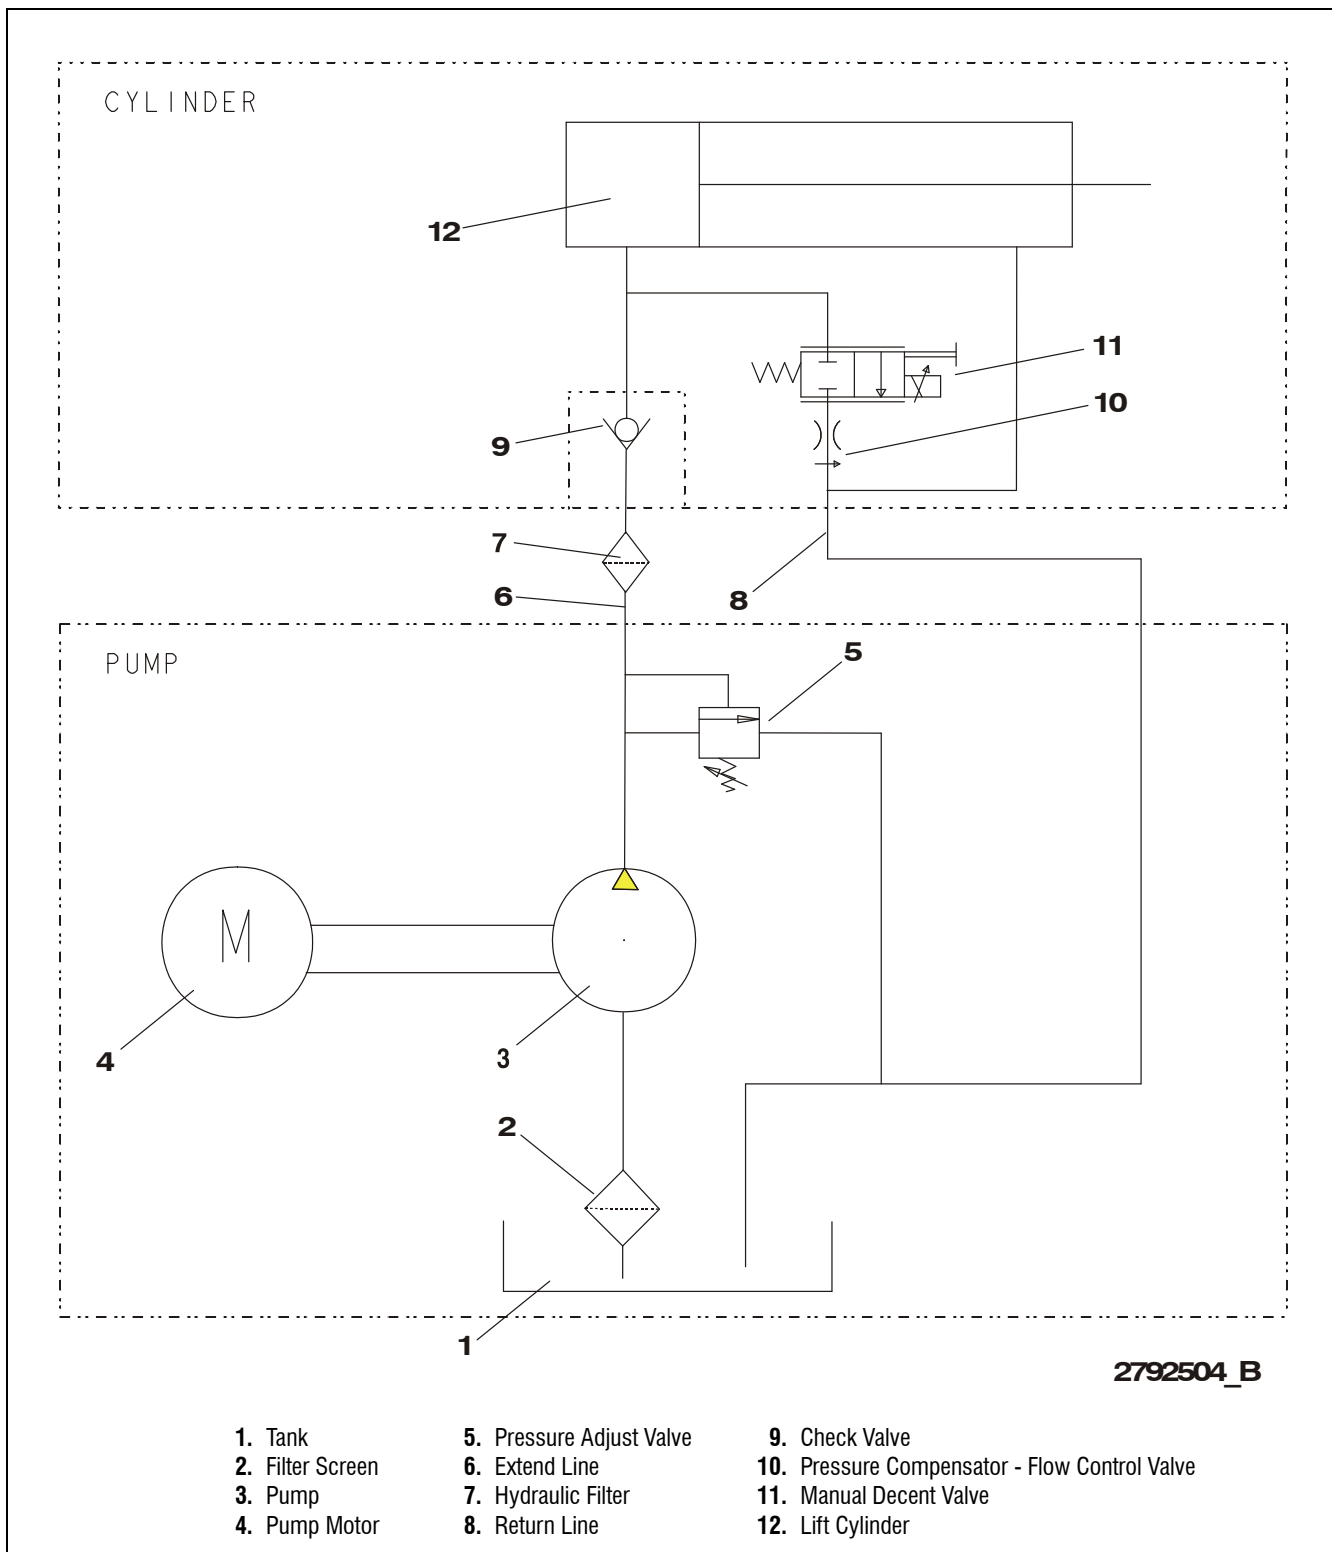 CYLINDER
12
11
10
9
7
6
8
PUMP
5
M
4
3
2
1
2792504_B
1. Tank
2. Filter Screen
3. Pump
4. Pump Motor
5. Pressure Adjust Valve
6. Extend Line
7. Hydraulic Filter
8. Return Line
9. Check Valve
10. Pressure Compensator - Flow Control Valve
11. Manual Decent Valve
12. Lift Cylinder